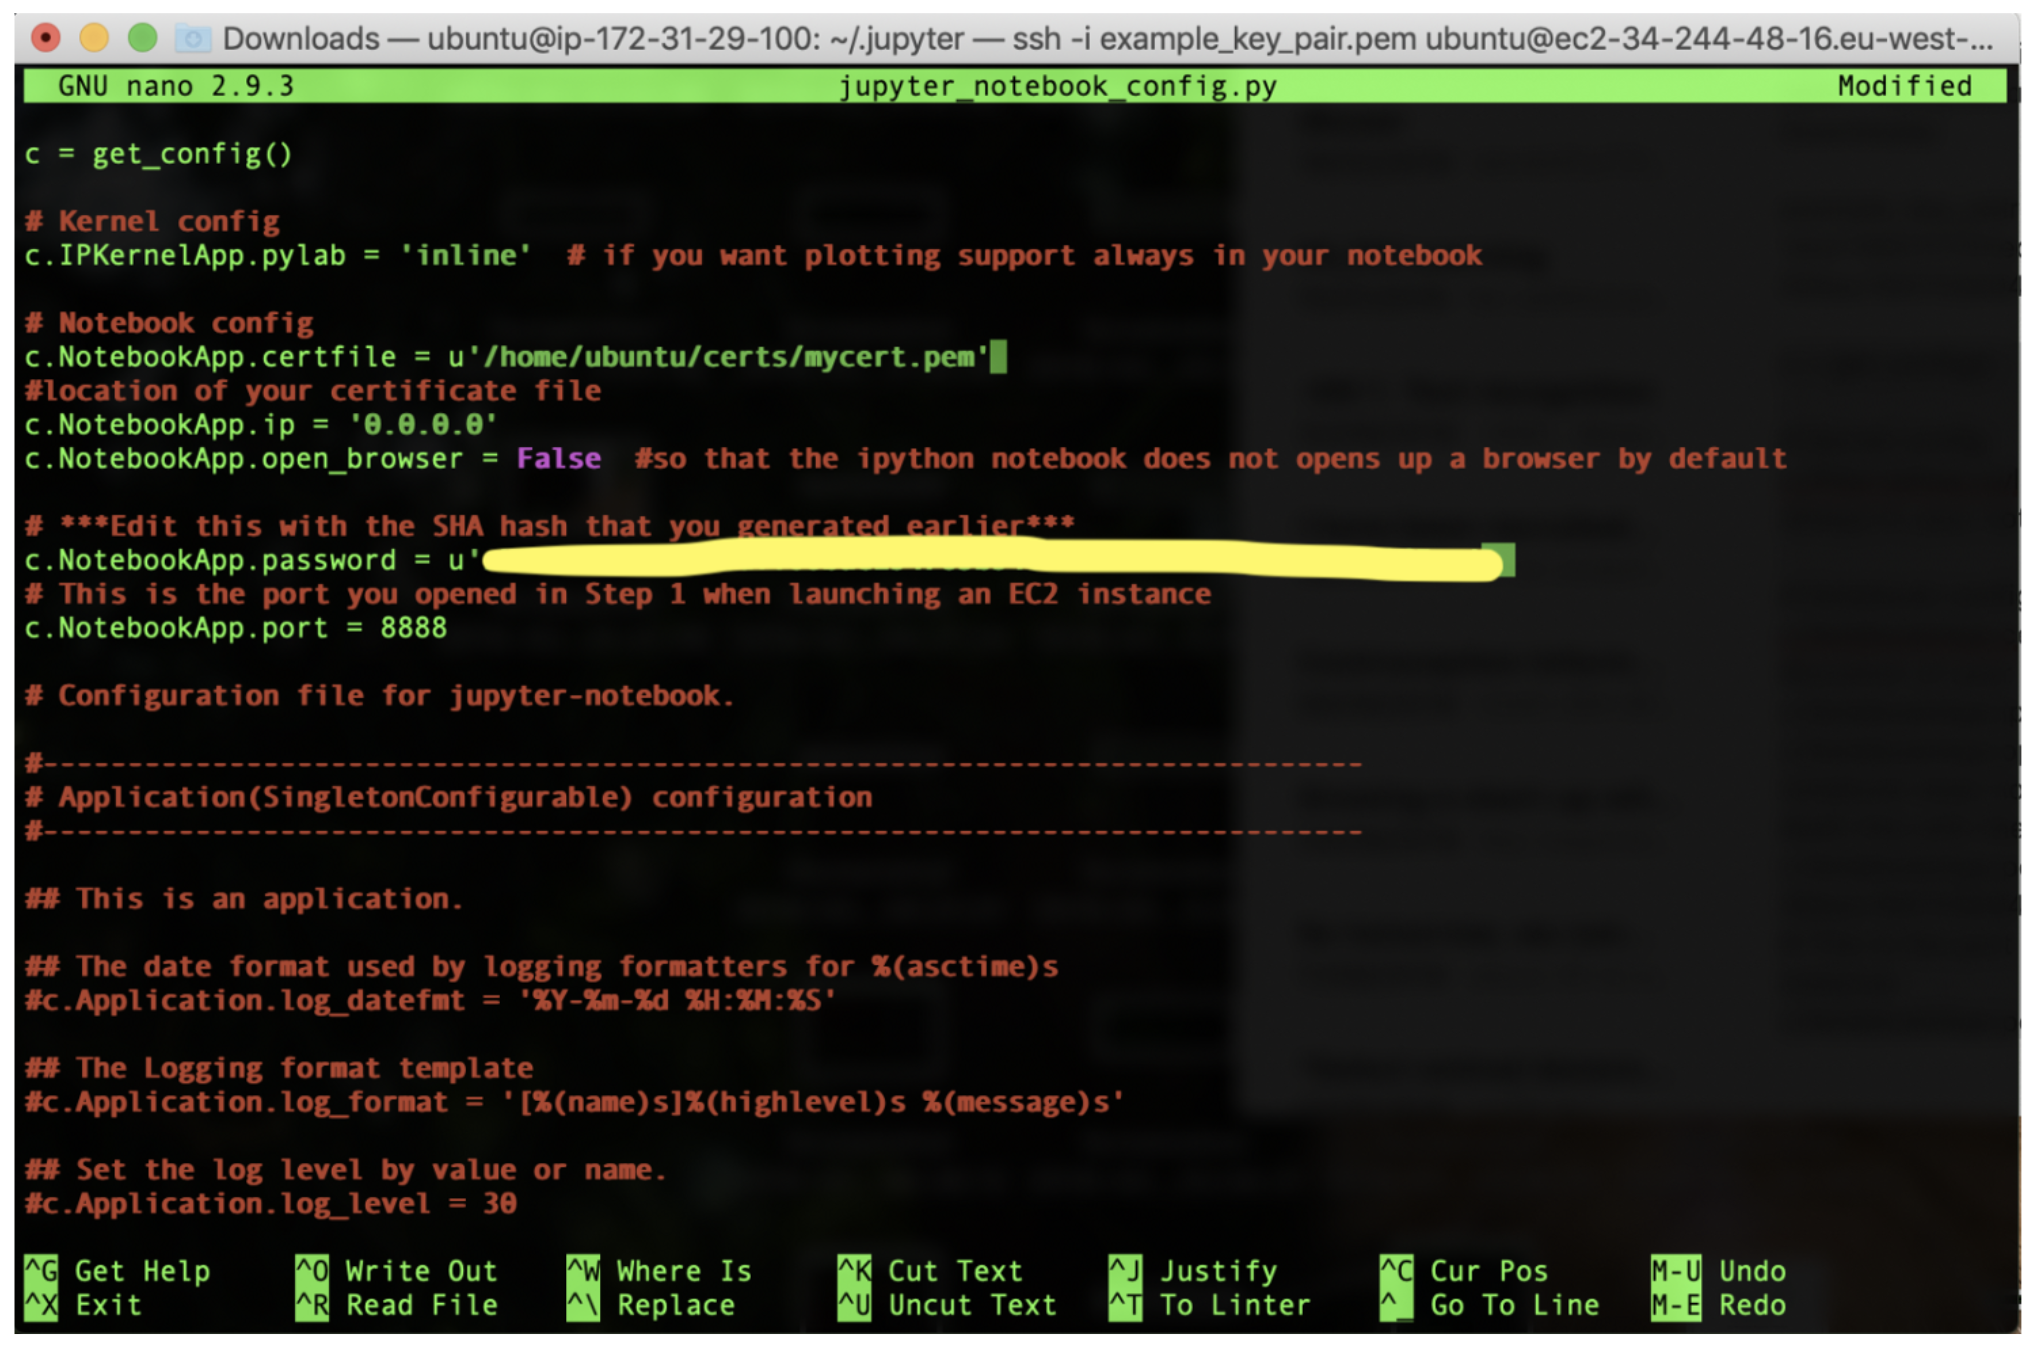 Downloads — ubuntu@ip-172-31-29-100: ~/.jupyter — ssh -i example_key_pair.pem ubuntu@ec2-34-244-48-16.eu-west-...
GNU nano 2.9.3 jupyter_notebook_config.py Modified
c = get_config()
# Kernel config
c.IPKernelApp.pylab = 'inline'  # if you want plotting support always in your notebook
# Notebook config
c.NotebookApp.certfile = u'/home/ubuntu/certs/mycert.pem'
#location of your certificate file
c.NotebookApp.ip = '0.0.0.0'
c.NotebookApp.open_browser = False  #so that the ipython notebook does not opens up a browser by default
# ***Edit this with the SHA hash that you generated earlier***
c.NotebookApp.password = u'
# This is the port you opened in Step 1 when launching an EC2 instance
c.NotebookApp.port = 8888
# Configuration file for jupyter-notebook.
#------------------------------------------------------------------------------
# Application(SingletonConfigurable) configuration
#------------------------------------------------------------------------------
## This is an application.
## The date format used by logging formatters for %(asctime)s
#c.Application.log_datefmt = '%Y-%m-%d %H:%M:%S'
## The Logging format template
#c.Application.log_format = '[%(name)s]%(highlevel)s %(message)s'
## Set the log level by value or name.
#c.Application.log_level = 30
^G Get Help ^O Write Out ^W Where Is ^K Cut Text ^J Justify ^C Cur Pos M-U Undo
^X Exit ^R Read File ^\ Replace ^U Uncut Text ^T To Linter ^_ Go To Line M-E Redo